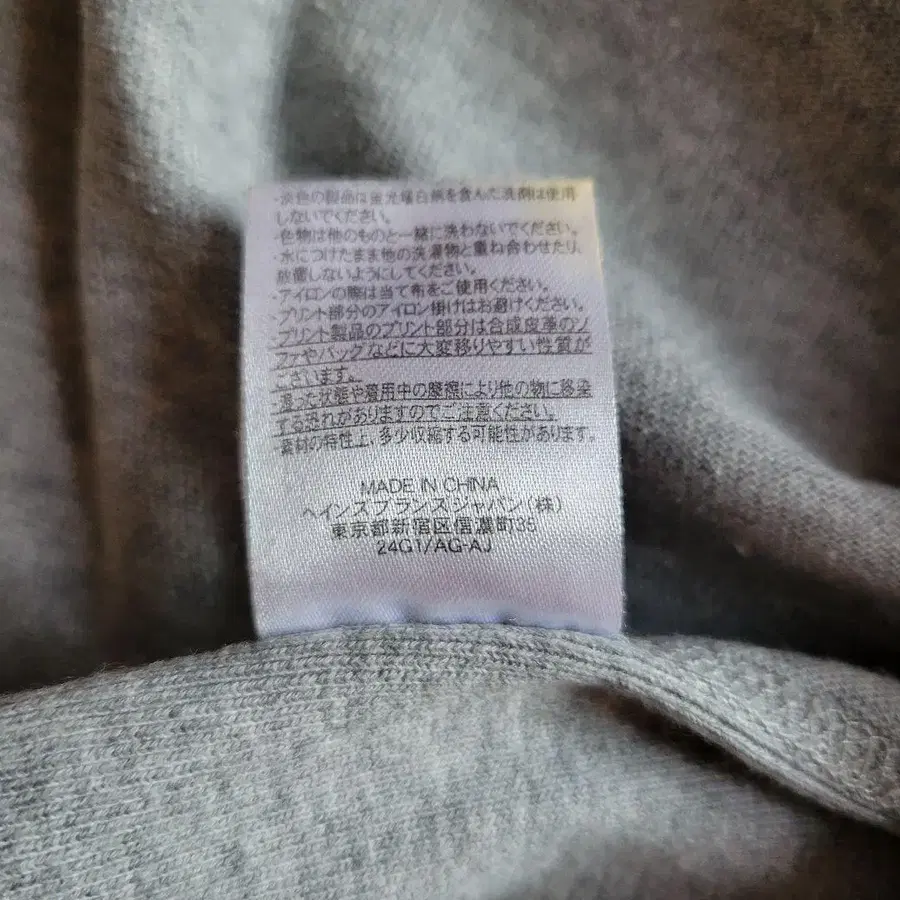 ・淡色の製品は蛍光増白剤を含んだ洗剤は使用
しないでください。
・色物は他のものと一緒に洗わないでください。
・水につけたまま他の洗濯物と重ね合わせたり、
放置しないようにしてください。
・アイロンの際は当て布をご使用ください。
・プリント部分のアイロン掛けはお避けください。
・プリント製品のプリント部分は合成皮革のソ
ファやバッグなどに大変移りやすい性質が
ございます。
・湿った状態や着用中の摩擦により他の物に移染
する恐れがありますのでご注意ください。
素材の特性上、多少収縮する可能性があります。
MADE IN CHINA
ヘインズブランズジャパン(株)
東京都新宿区信濃町35
24G1/AG-AJ